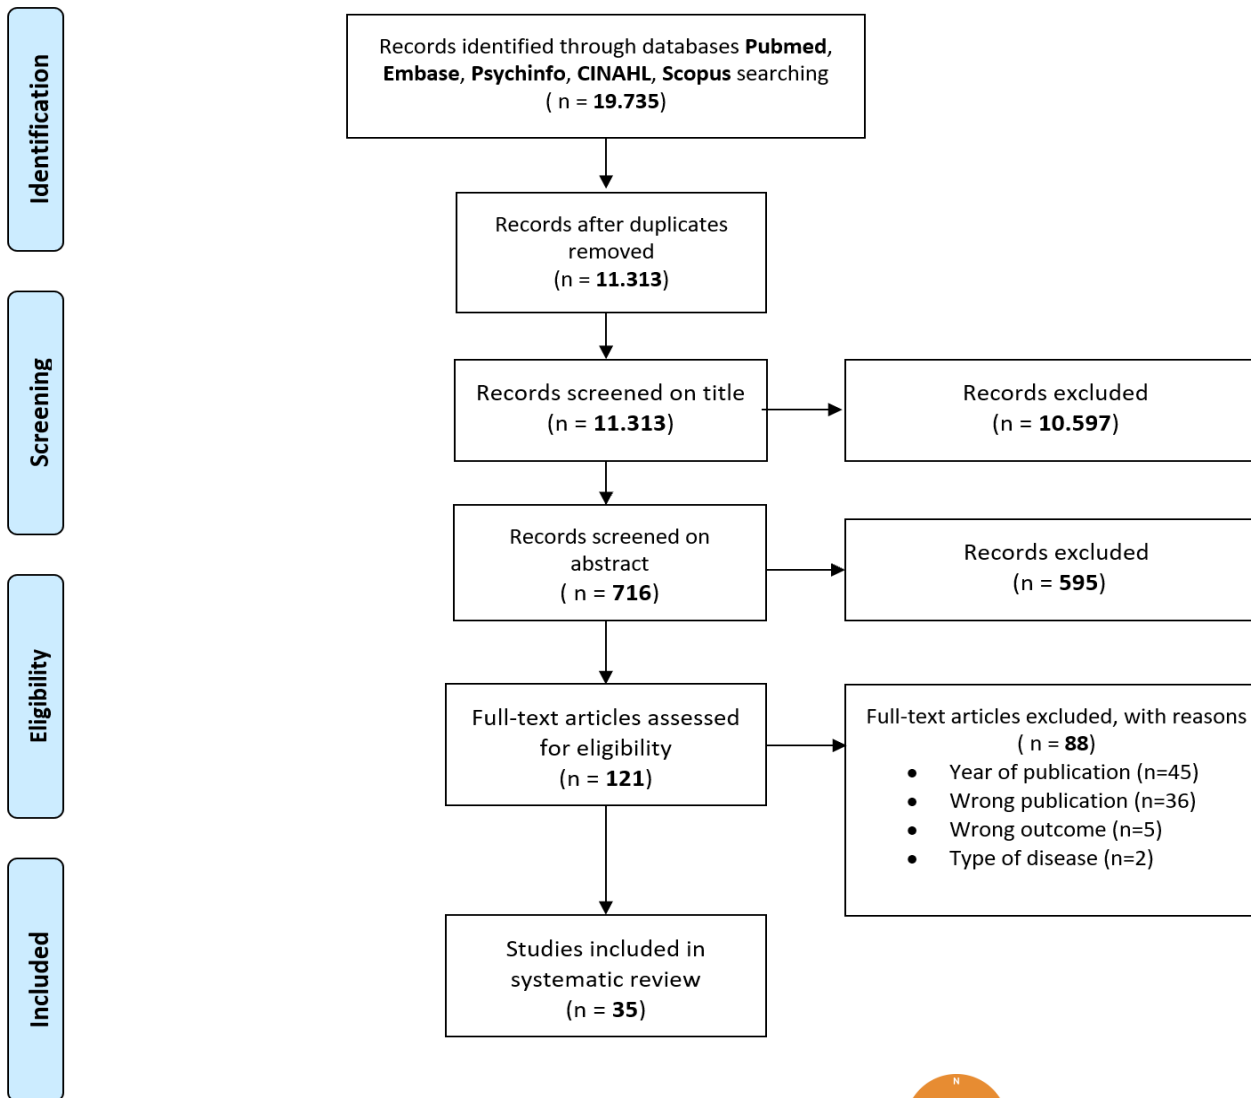 Identification
Records identified through databases Pubmed,
Embase, Psychinfo, CINAHL, Scopus searching
( n = 19.735)
Records after duplicates
removed
(n = 11.313)
Screening
Records screened on title
(n = 11.313)
Records excluded
(n = 10.597)
Records screened on
abstract
( n = 716)
Records excluded
(n = 595)
Eligibility
Full-text articles assessed
for eligibility
(n = 121)
Full-text articles excluded, with reasons
( n = 88)
• Year of publication (n=45)
• Wrong publication (n=36)
• Wrong outcome (n=5)
• Type of disease (n=2)
Included
Studies included in
systematic review
(n = 35)
N